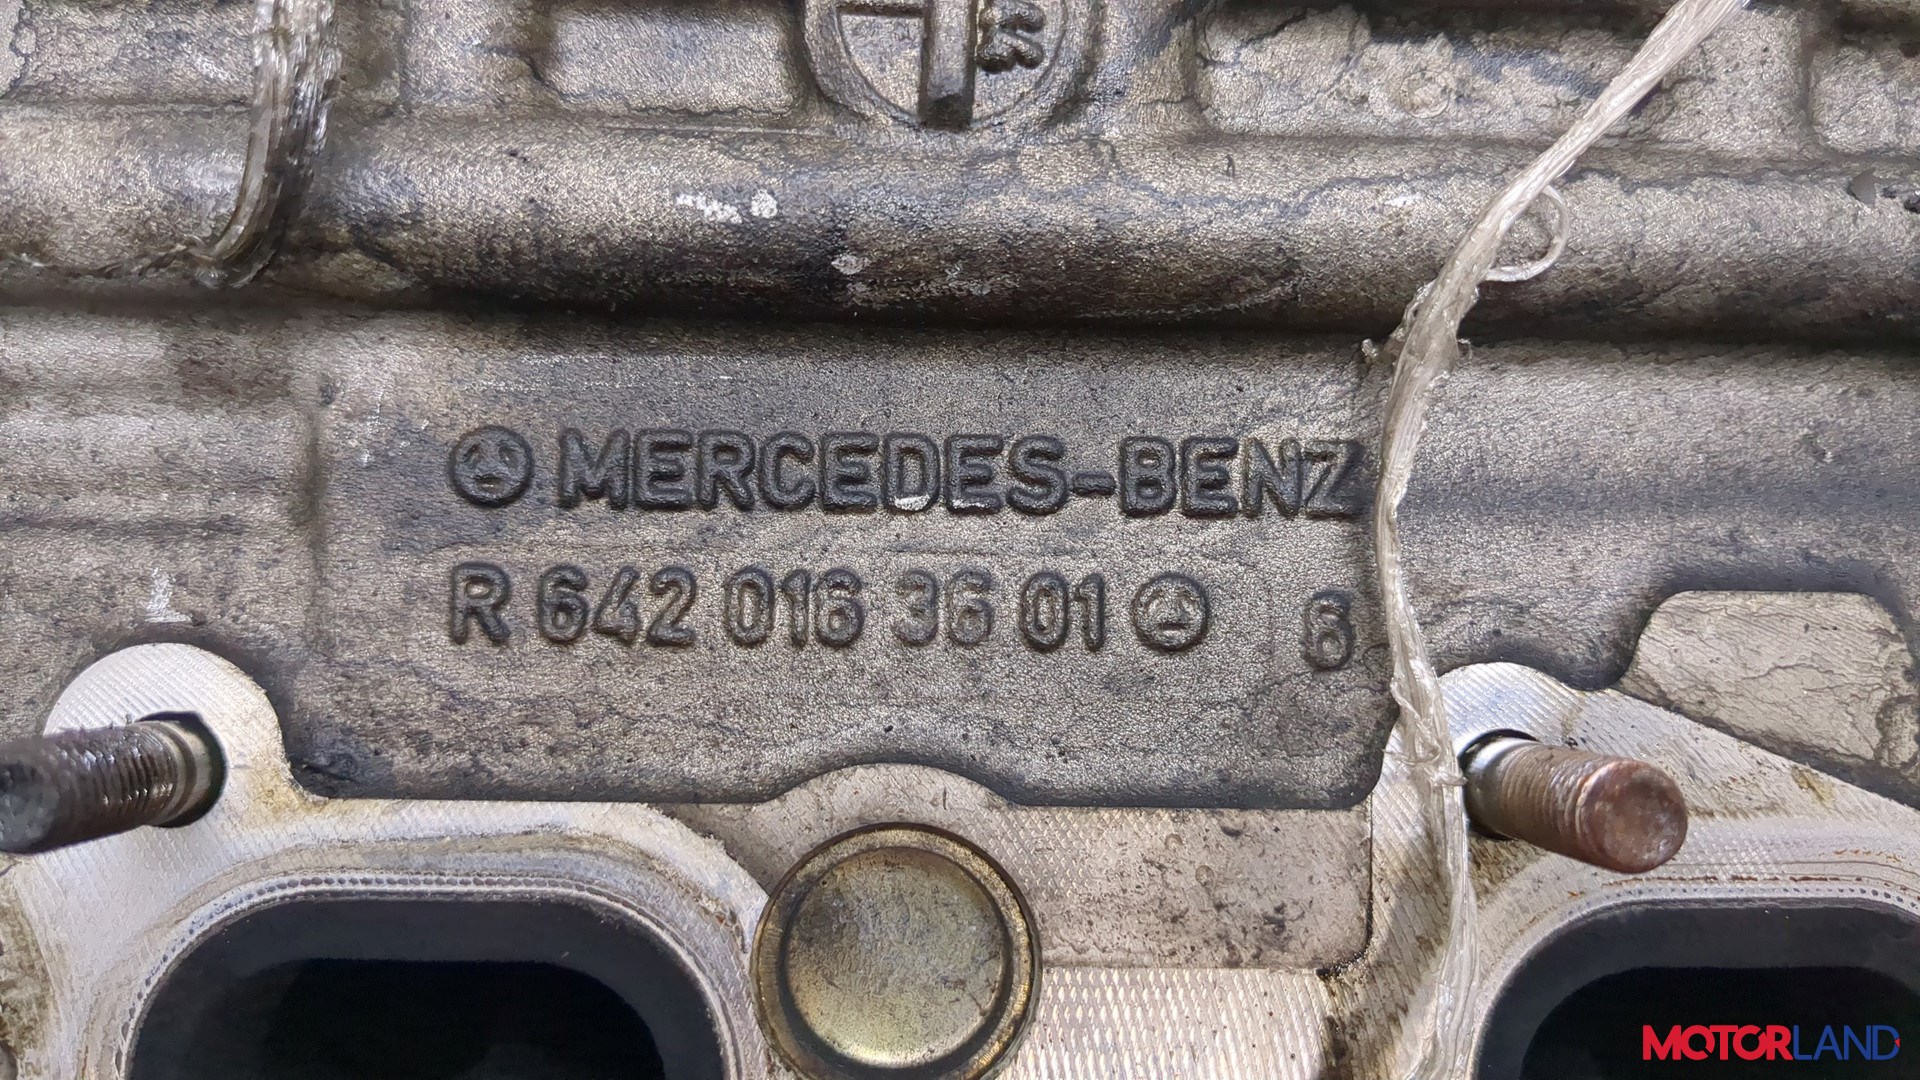 MERCEDES-BENZ
R 642 016 36 01 6
MOTORLAND